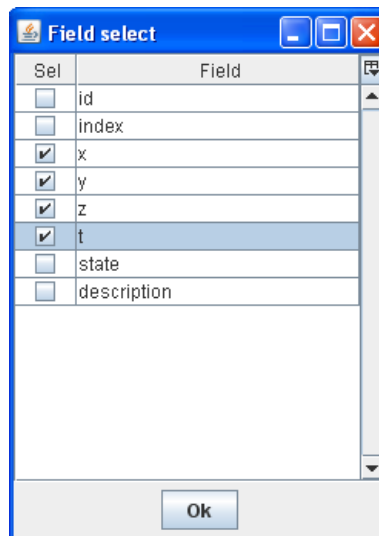 Field select
Sel Field
id
index
x
y
z
t
state
description
Ok